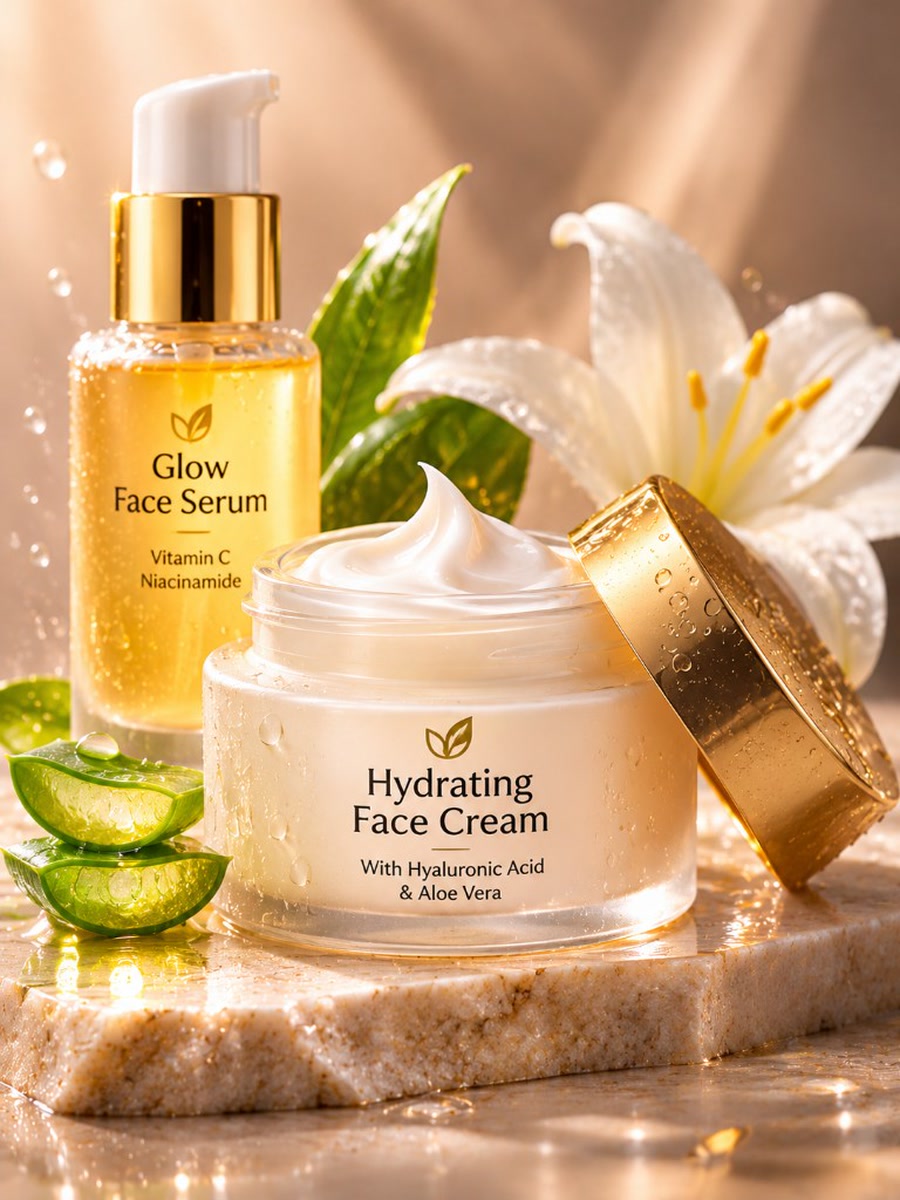 Glow
Face Serum
Vitamin C
Niacinamide
Hydrating
Face Cream
With Hyaluronic Acid
& Aloe Vera